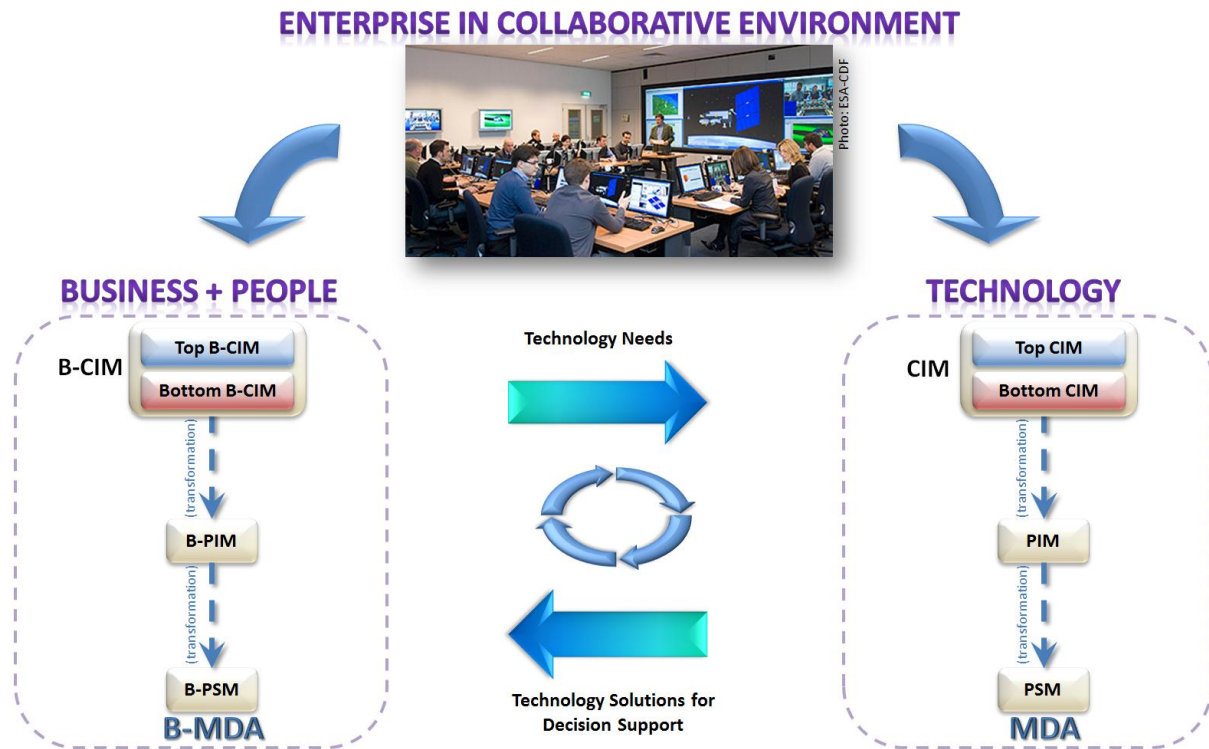 ENTERPRISE IN COLLABORATIVE ENVIRONMENT
Photo: ESA-CDF
BUSINESS + PEOPLE
B-CIM
Top B-CIM
Bottom B-CIM
(transformation)
B-PIM
(transformation)
B-PSM
B-MDA
Technology Needs
Technology Solutions for
Decision Support
TECHNOLOGY
CIM
Top CIM
Bottom CIM
(transformation)
PIM
(transformation)
PSM
MDA